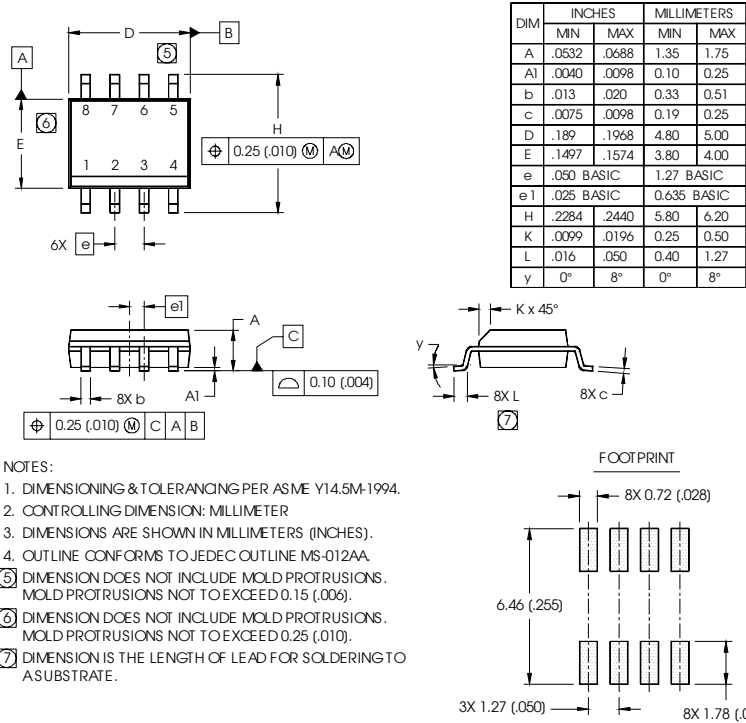 D
B
5
A
8 7 6 5
6
E
H
⌖ 0.25 (.010) Ⓜ AⓂ
1 2 3 4
6X e
DIM INCHES MILLIMETERS
MIN MAX MIN MAX
A .0532 .0688 1.35 1.75
A1 .0040 .0098 0.10 0.25
b .013 .020 0.33 0.51
c .0075 .0098 0.19 0.25
D .189 .1968 4.80 5.00
E .1497 .1574 3.80 4.00
e .050 BASIC 1.27 BASIC
e1 .025 BASIC 0.635 BASIC
H .2284 .2440 5.80 6.20
K .0099 .0196 0.25 0.50
L .016 .050 0.40 1.27
y 0° 8° 0° 8°
e1
A
C
8X b
A1
⌓ 0.10 (.004)
⌖ 0.25 (.010) Ⓜ C A B
K x 45°
y
8X L
8X c
7
NOTES:
1. DIMENSIONING & TOLERANCING PER ASME Y14.5M-1994.
2. CONTROLLING DIMENSION: MILLIMETER
3. DIMENSIONS ARE SHOWN IN MILLIMETERS (INCHES).
4. OUTLINE CONFORMS TO JEDEC OUTLINE MS-012AA.
5 DIMENSION DOES NOT INCLUDE MOLD PROTRUSIONS.
MOLD PROTRUSIONS NOT TO EXCEED 0.15 (.006).
6 DIMENSION DOES NOT INCLUDE MOLD PROTRUSIONS.
MOLD PROTRUSIONS NOT TO EXCEED 0.25 (.010).
7 DIMENSION IS THE LENGTH OF LEAD FOR SOLDERING TO
A SUBSTRATE.
FOOTPRINT
8X 0.72 (.028)
6.46 (.255)
3X 1.27 (.050)
8X 1.78